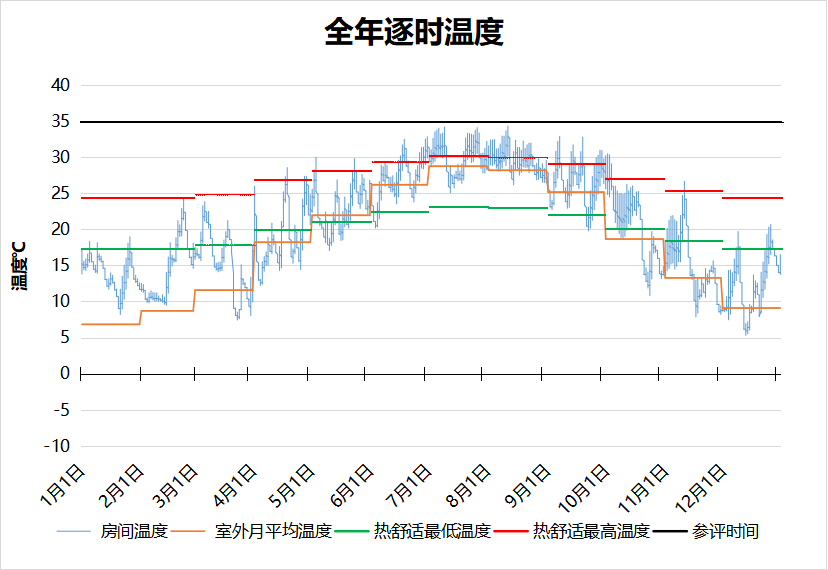 全年逐时温度
温度℃
40
35
30
25
20
15
10
5
0
-5
-10
1月1日
2月1日
3月1日
4月1日
5月1日
6月1日
7月1日
8月1日
9月1日
10月1日
11月1日
12月1日
房间温度 室外月平均温度 热舒适最低温度 热舒适最高温度 参评时间